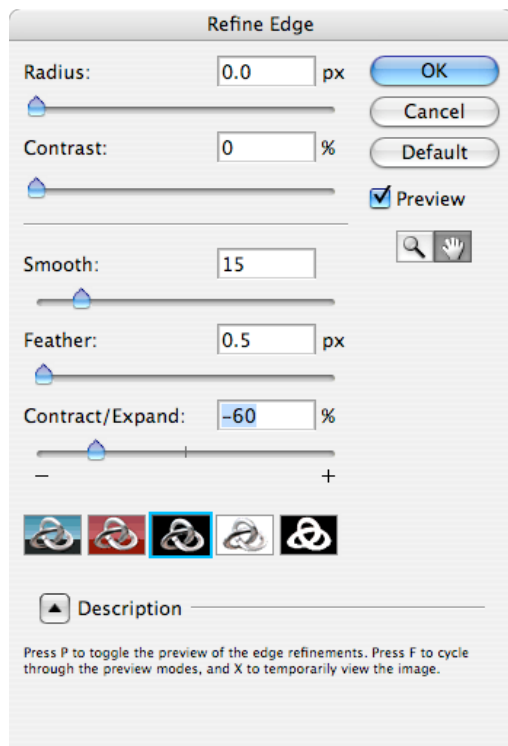 Refine Edge
Radius: 0.0 px
OK
Cancel
Contrast: 0 %
Default
Preview
Smooth: 15
Feather: 0.5 px
Contract/Expand: -60 %
− +
Description
Press P to toggle the preview of the edge refinements. Press F to cycle
through the preview modes, and X to temporarily view the image.